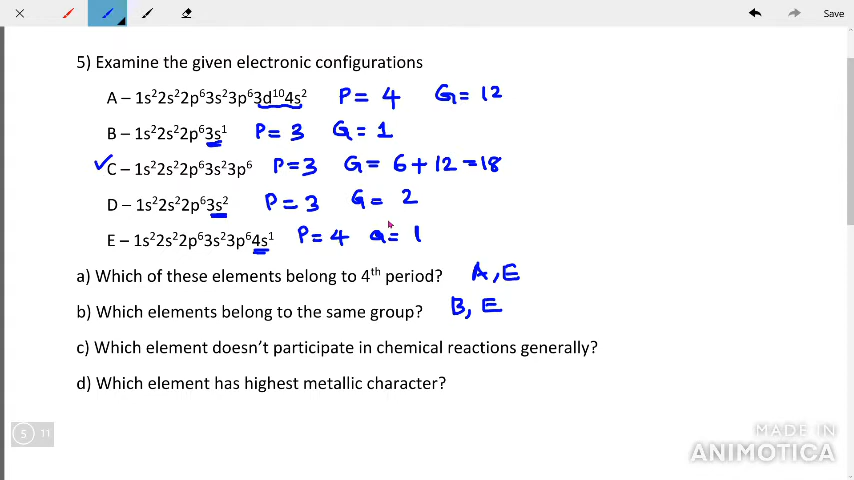 Save
5) Examine the given electronic configurations
A – 1s²2s²2p⁶3s²3p⁶3d¹⁰4s² P = 4 G = 12
B – 1s²2s²2p⁶3s¹ P = 3 G = 1
✓C – 1s²2s²2p⁶3s²3p⁶ P = 3 G = 6 + 12 = 18
D – 1s²2s²2p⁶3s² P = 3 G = 2
E – 1s²2s²2p⁶3s²3p⁶4s¹ P = 4 G = 1
a) Which of these elements belong to 4ᵗʰ period? A, E
b) Which elements belong to the same group? B, E
c) Which element doesn’t participate in chemical reactions generally?
d) Which element has highest metallic character?
5 11
MADE IN
ANIMOTICA